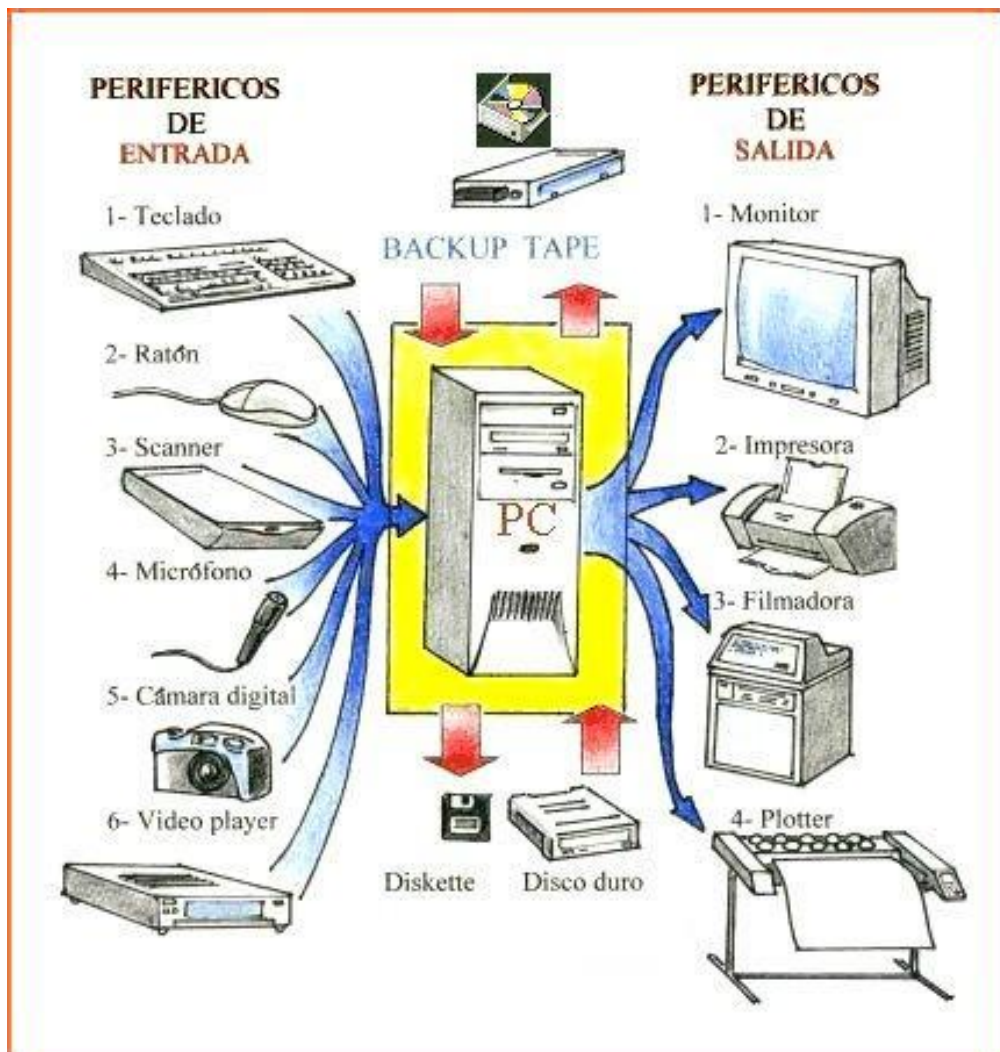 PERIFERICOS
DE
ENTRADA
1- Teclado
2- Ratón
3- Scanner
4- Micrófono
5- Cámara digital
6- Video player
BACKUP TAPE
PC
Diskette
Disco duro
PERIFERICOS
DE
SALIDA
1- Monitor
2- Impresora
3- Filmadora
4- Plotter